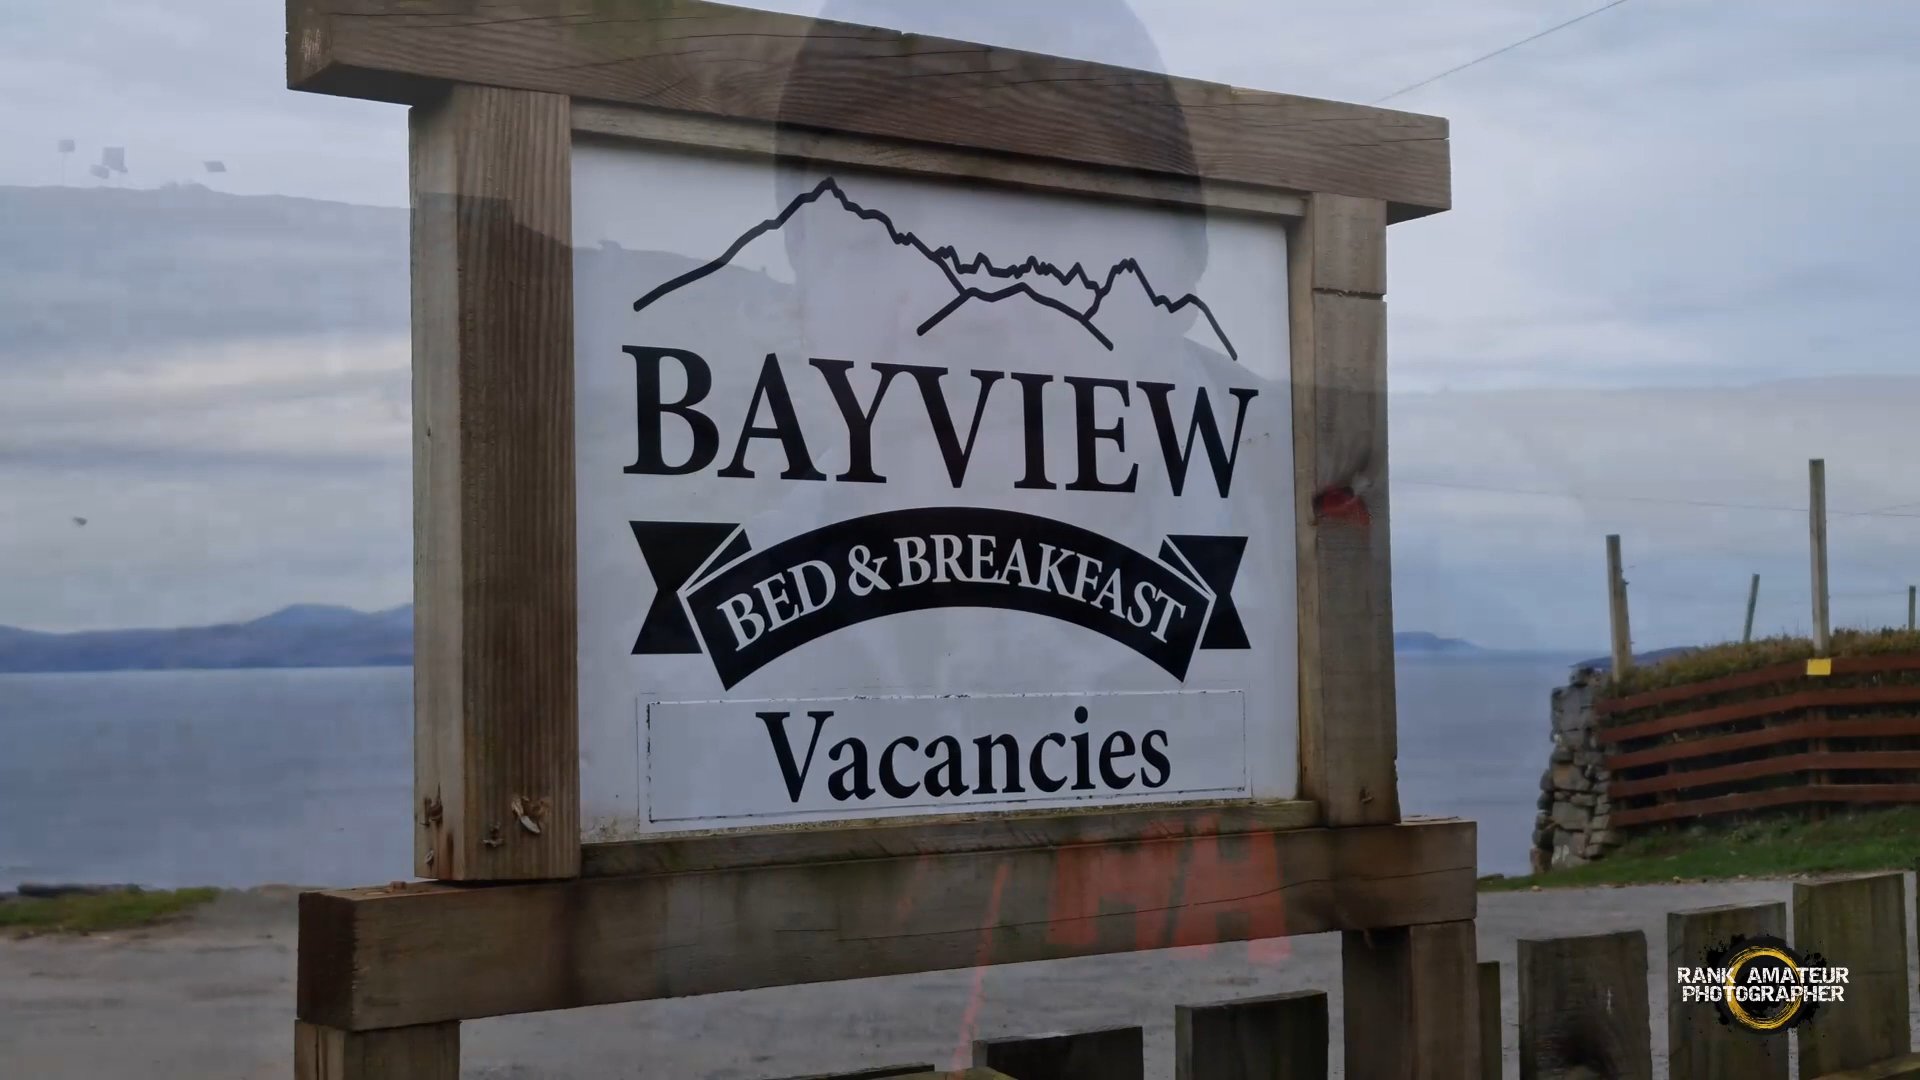 BAYVIEW
BED & BREAKFAST
Vacancies
RANK AMATEUR
PHOTOGRAPHER